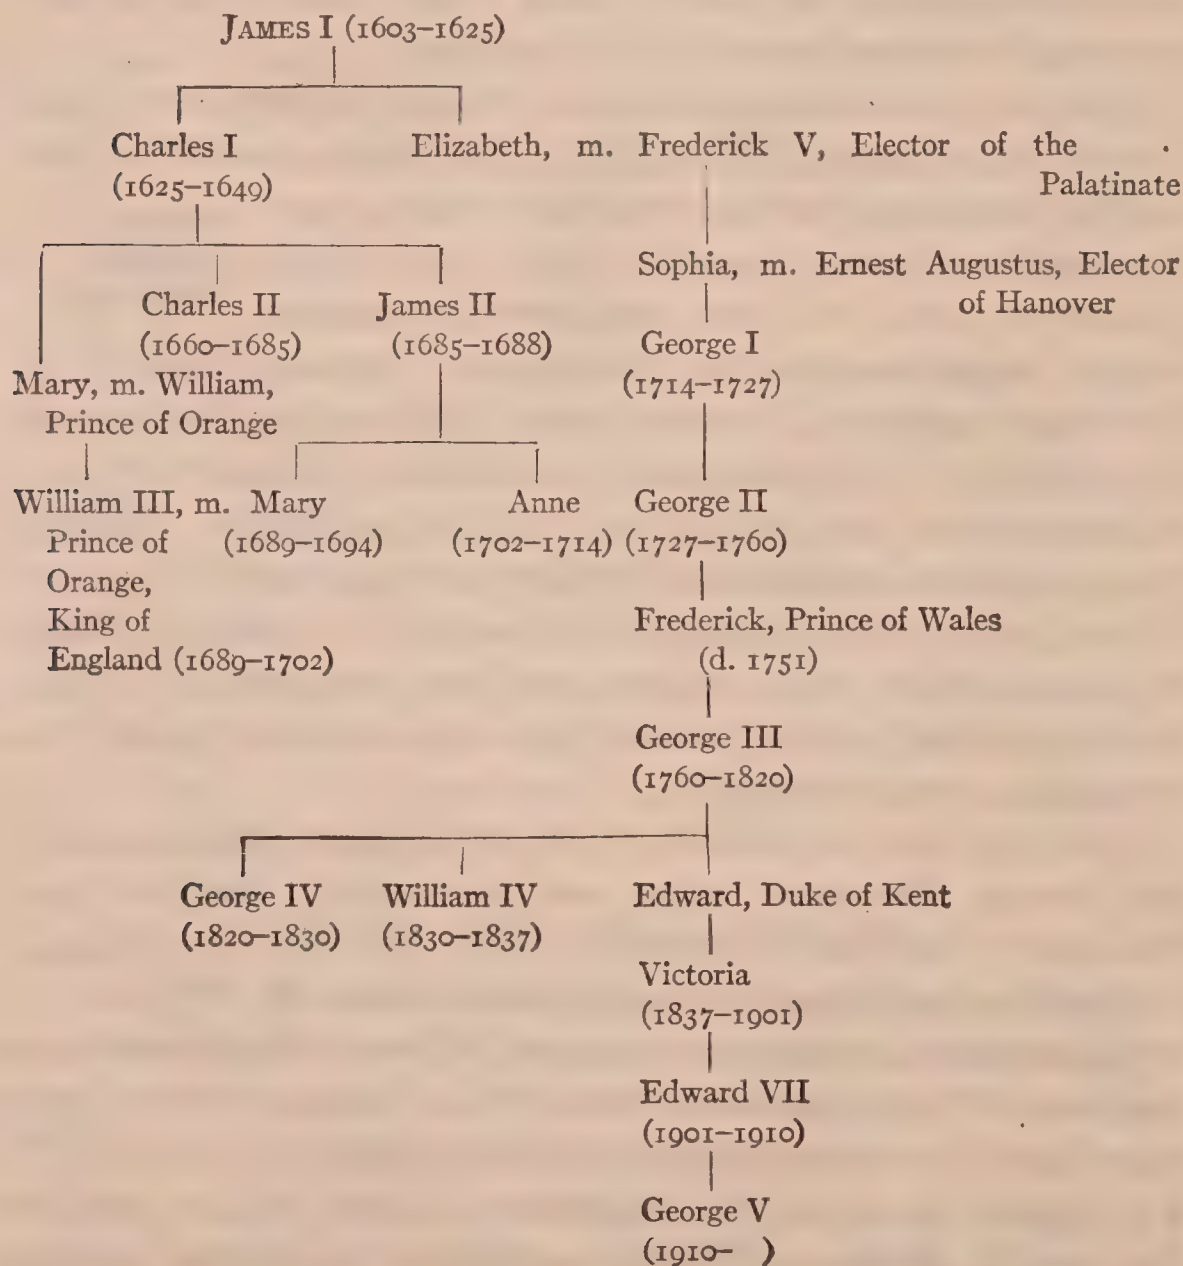 JAMES I (1603–1625)
Charles I
(1625–1649)
Elizabeth, m. Frederick V, Elector of the
Palatinate
Charles II
(1660–1685)
James II
(1685–1688)
Sophia, m. Ernest Augustus, Elector
of Hanover
George I
(1714–1727)
Mary, m. William,
Prince of Orange
William III, m. Mary
Prince of (1689–1694)
Orange,
King of
England (1689–1702)
Anne
(1702–1714)
George II
(1727–1760)
Frederick, Prince of Wales
(d. 1751)
George III
(1760–1820)
George IV
(1820–1830)
William IV
(1830–1837)
Edward, Duke of Kent
Victoria
(1837–1901)
Edward VII
(1901–1910)
George V
(1910– )